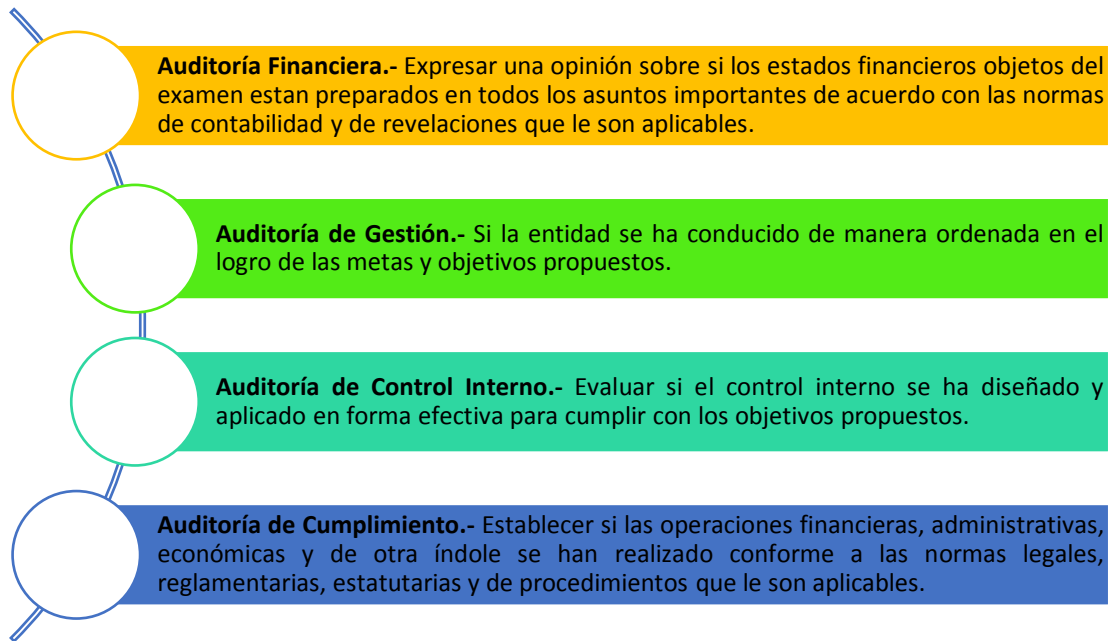 Auditoría Financiera.- Expresar una opinión sobre si los estados financieros objetos del
examen estan preparados en todos los asuntos importantes de acuerdo con las normas
de contabilidad y de revelaciones que le son aplicables.
Auditoría de Gestión.- Si la entidad se ha conducido de manera ordenada en el
logro de las metas y objetivos propuestos.
Auditoría de Control Interno.- Evaluar si el control interno se ha diseñado y
aplicado en forma efectiva para cumplir con los objetivos propuestos.
Auditoría de Cumplimiento.- Establecer si las operaciones financieras, administrativas,
económicas y de otra índole se han realizado conforme a las normas legales,
reglamentarias, estatutarias y de procedimientos que le son aplicables.